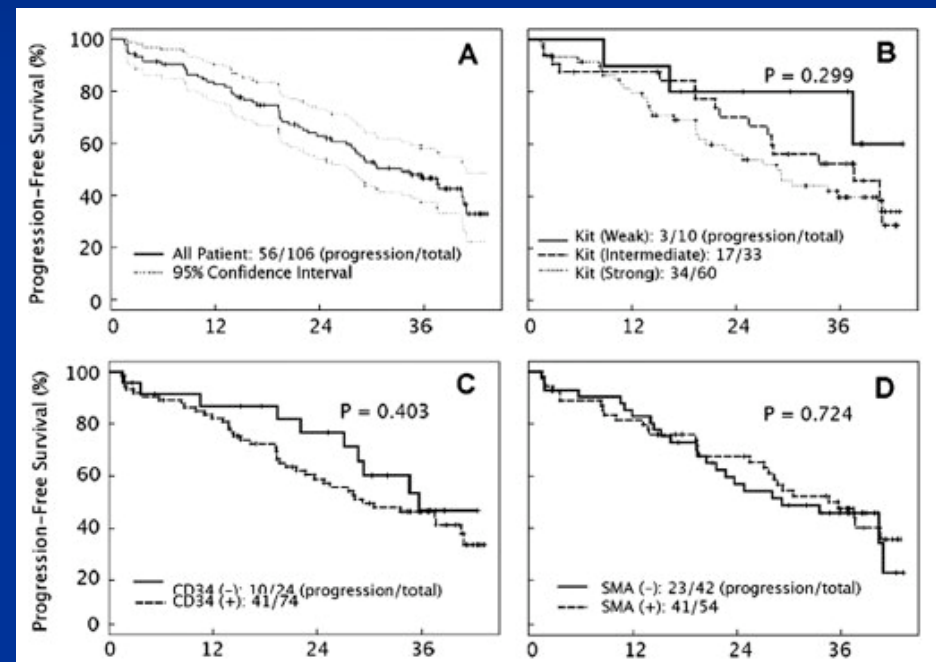 Progression-Free Survival (%)
100
80
60
40
20
0
A
All Patient: 56/106 (progression/total)
95% Confidence Interval
0 12 24 36
B
P = 0.299
Kit (Weak): 3/10 (progression/total)
Kit (Intermediate): 17/33
Kit (Strong): 34/60
0 12 24 36
Progression-Free Survival (%)
100
80
60
40
20
0
C
P = 0.403
CD34 (-): 10/24 (progression/total)
CD34 (+): 41/74
0 12 24 36
D
P = 0.724
SMA (-): 23/42 (progression/total)
SMA (+): 41/54
0 12 24 36